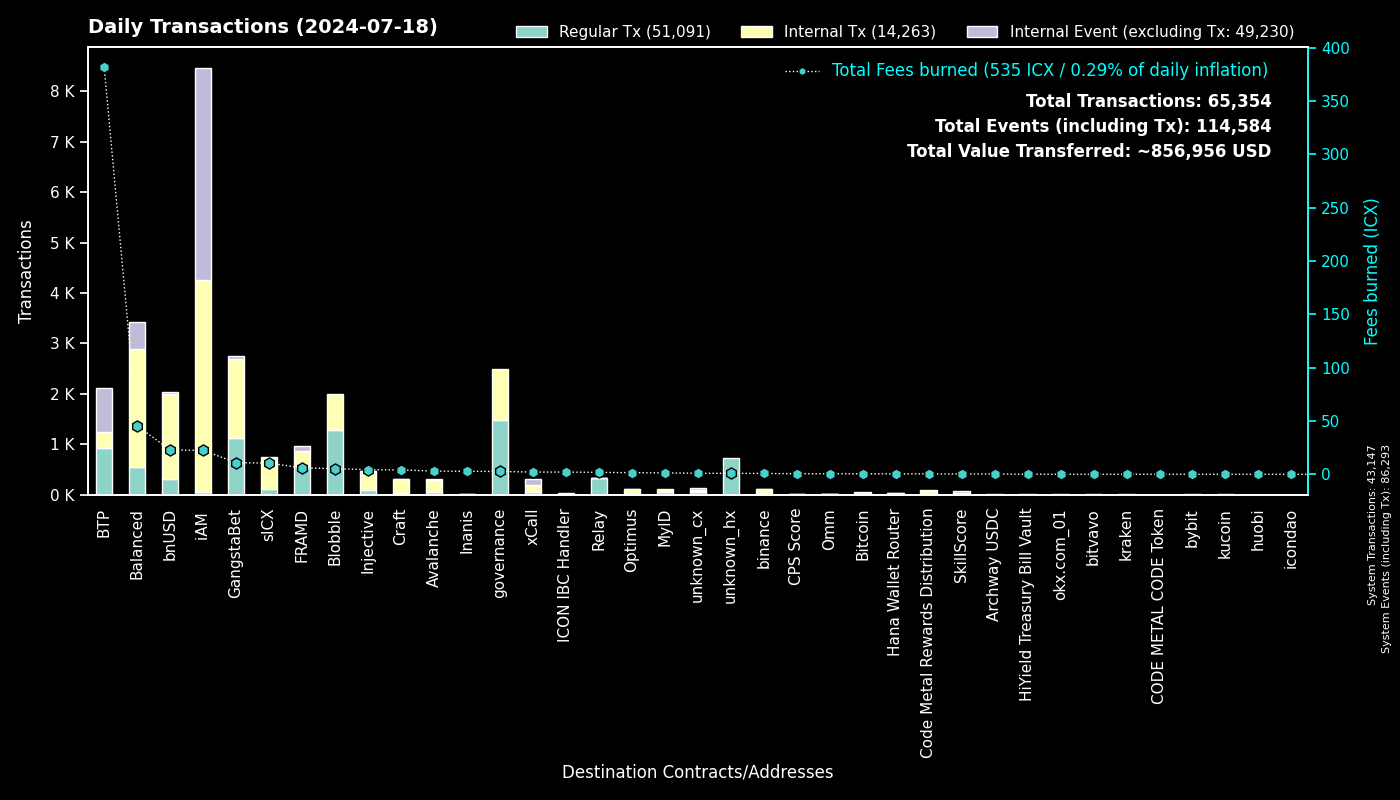 Daily Transactions (2024-07-18)
Regular Tx (51,091)
Internal Tx (14,263)
Internal Event (excluding Tx: 49,230)
Total Fees burned (535 ICX / 0.29% of daily inflation)
Total Transactions: 65,354
Total Events (including Tx): 114,584
Total Value Transferred: ~856,956 USD
Transactions
8 K
7 K
6 K
5 K
4 K
3 K
2 K
1 K
0 K
400
350
300
250
200
150
100
50
0
Fees burned (ICX)
BTP
Balanced
bnUSD
iAM
GangstaBet
sICX
FRAMD
Blobble
Injective
Craft
Avalanche
Inanis
governance
xCall
ICON IBC Handler
Relay
Optimus
MyID
unknown_cx
unknown_hx
binance
CPS Score
Omm
Bitcoin
Hana Wallet Router
Code Metal Rewards Distribution
SkillScore
Archway USDC
HiYield Treasury Bill Vault
okx.com_01
bitvavo
kraken
CODE METAL CODE Token
bybit
kucoin
huobi
icondao
Destination Contracts/Addresses
System Transactions: 43,147
System Events (including Tx): 86,293